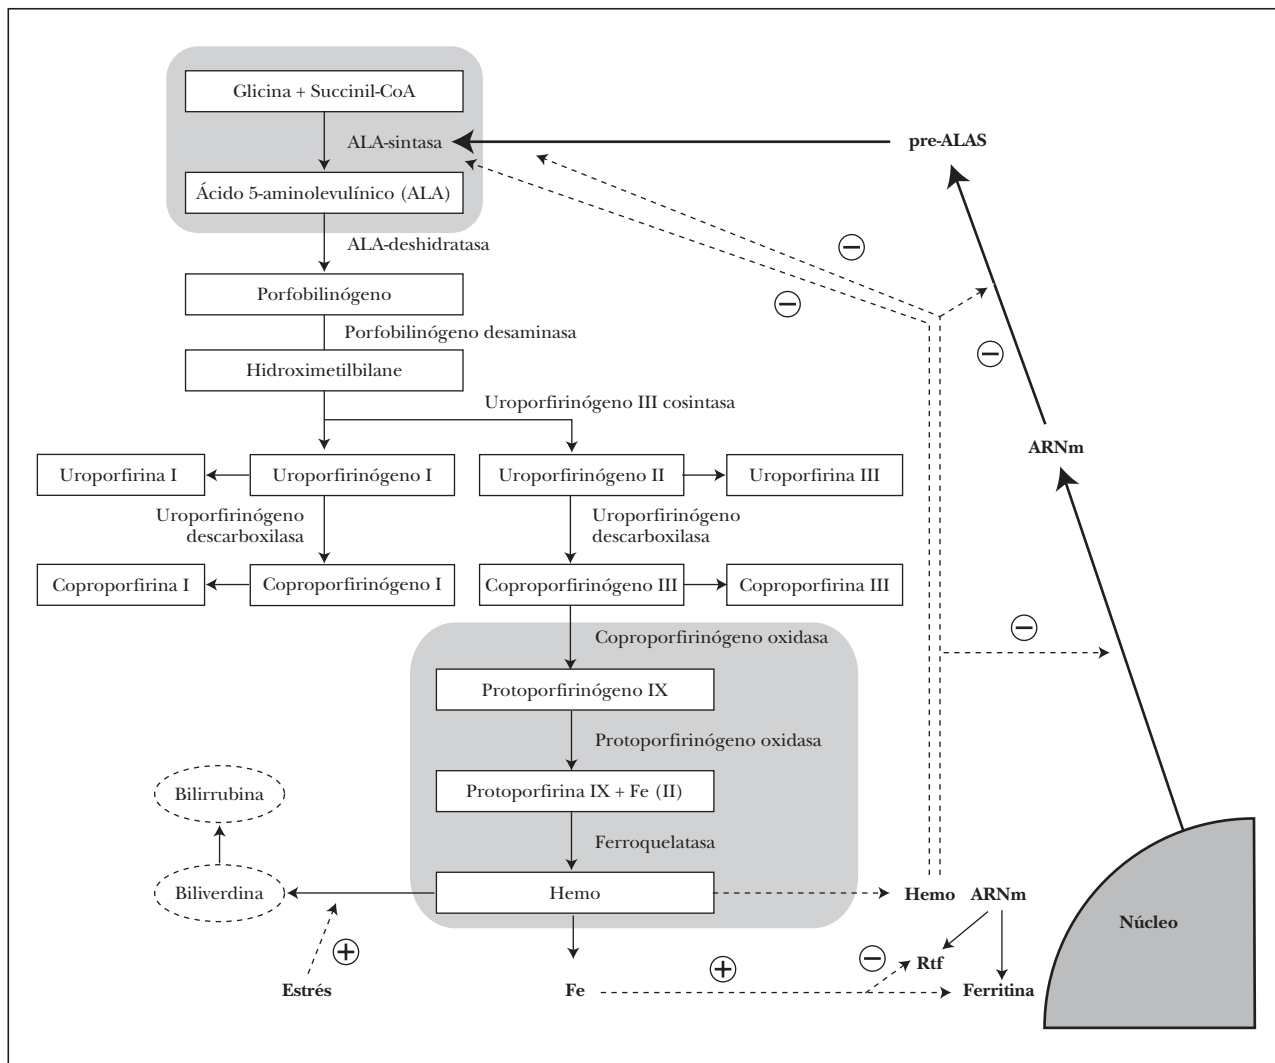 Glicina + Succinil-CoA
ALA-sintasa
pre-ALAS
Ácido 5-aminolevulínico (ALA)
ALA-deshidratasa
Porfobilinógeno
Porfobilinógeno desaminasa
Hidroximetilbilane
Uroporfirinógeno III cosintasa
ARNm
Uroporfirina I
Uroporfirinógeno I
Uroporfirinógeno II
Uroporfirina III
Uroporfirinógeno
descarboxilasa
Uroporfirinógeno
descarboxilasa
Coproporfirina I
Coproporfirinógeno I
Coproporfirinógeno III
Coproporfirina III
Coproporfirinógeno oxidasa
Protoporfirinógeno IX
Protoporfirinógeno oxidasa
Protoporfirina IX + Fe (II)
Bilirrubina
Ferroquelatasa
Biliverdina
Hemo
Hemo
ARNm
Núcleo
Rtf
Estrés
Fe
Ferritina